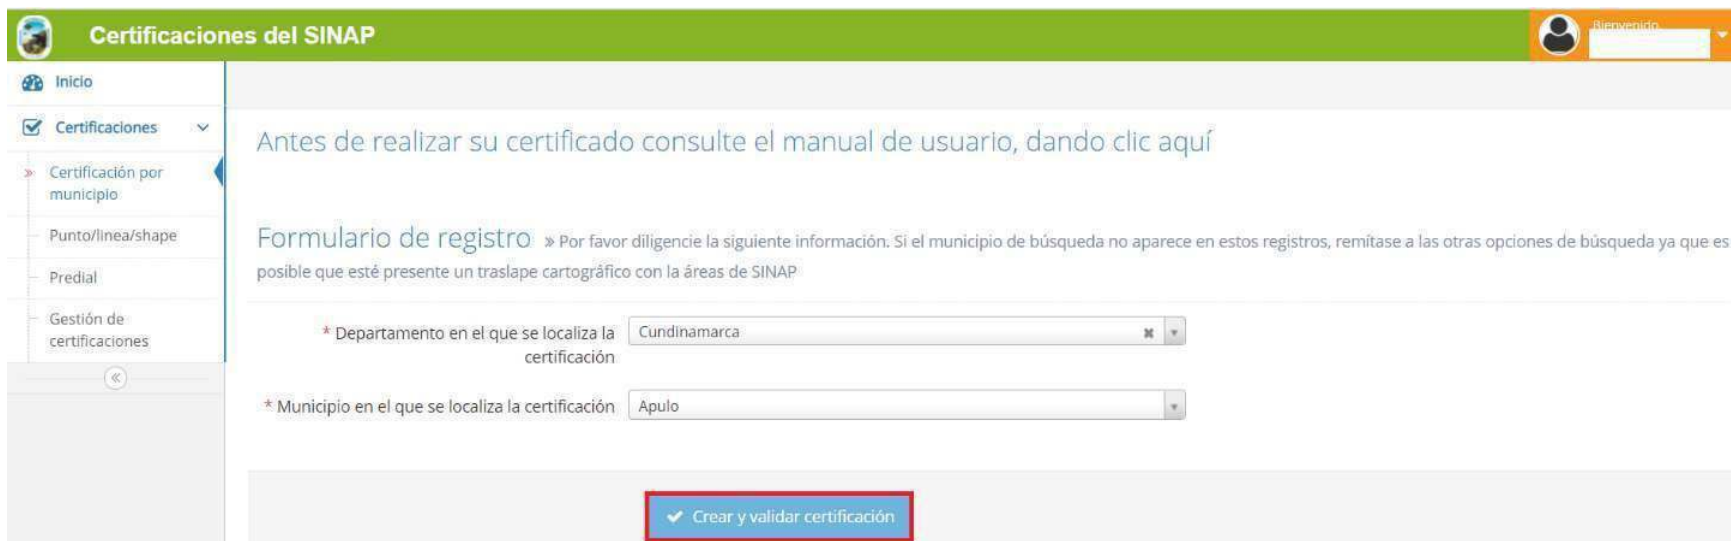 Certificaciones del SINAP
Bienvenido
Inicio
Certificaciones
Certificación por
municipio
Punto/linea/shape
Predial
Gestión de
certificaciones
Antes de realizar su certificado consulte el manual de usuario, dando clic aquí
Formulario de registro » Por favor diligencie la siguiente información. Si el municipio de búsqueda no aparece en estos registros, remítase a las otras opciones de búsqueda ya que es
posible que esté presente un traslape cartográfico con la áreas de SINAP
* Departamento en el que se localiza la
certificación
Cundinamarca
* Municipio en el que se localiza la certificación
Apulo
Crear y validar certificación